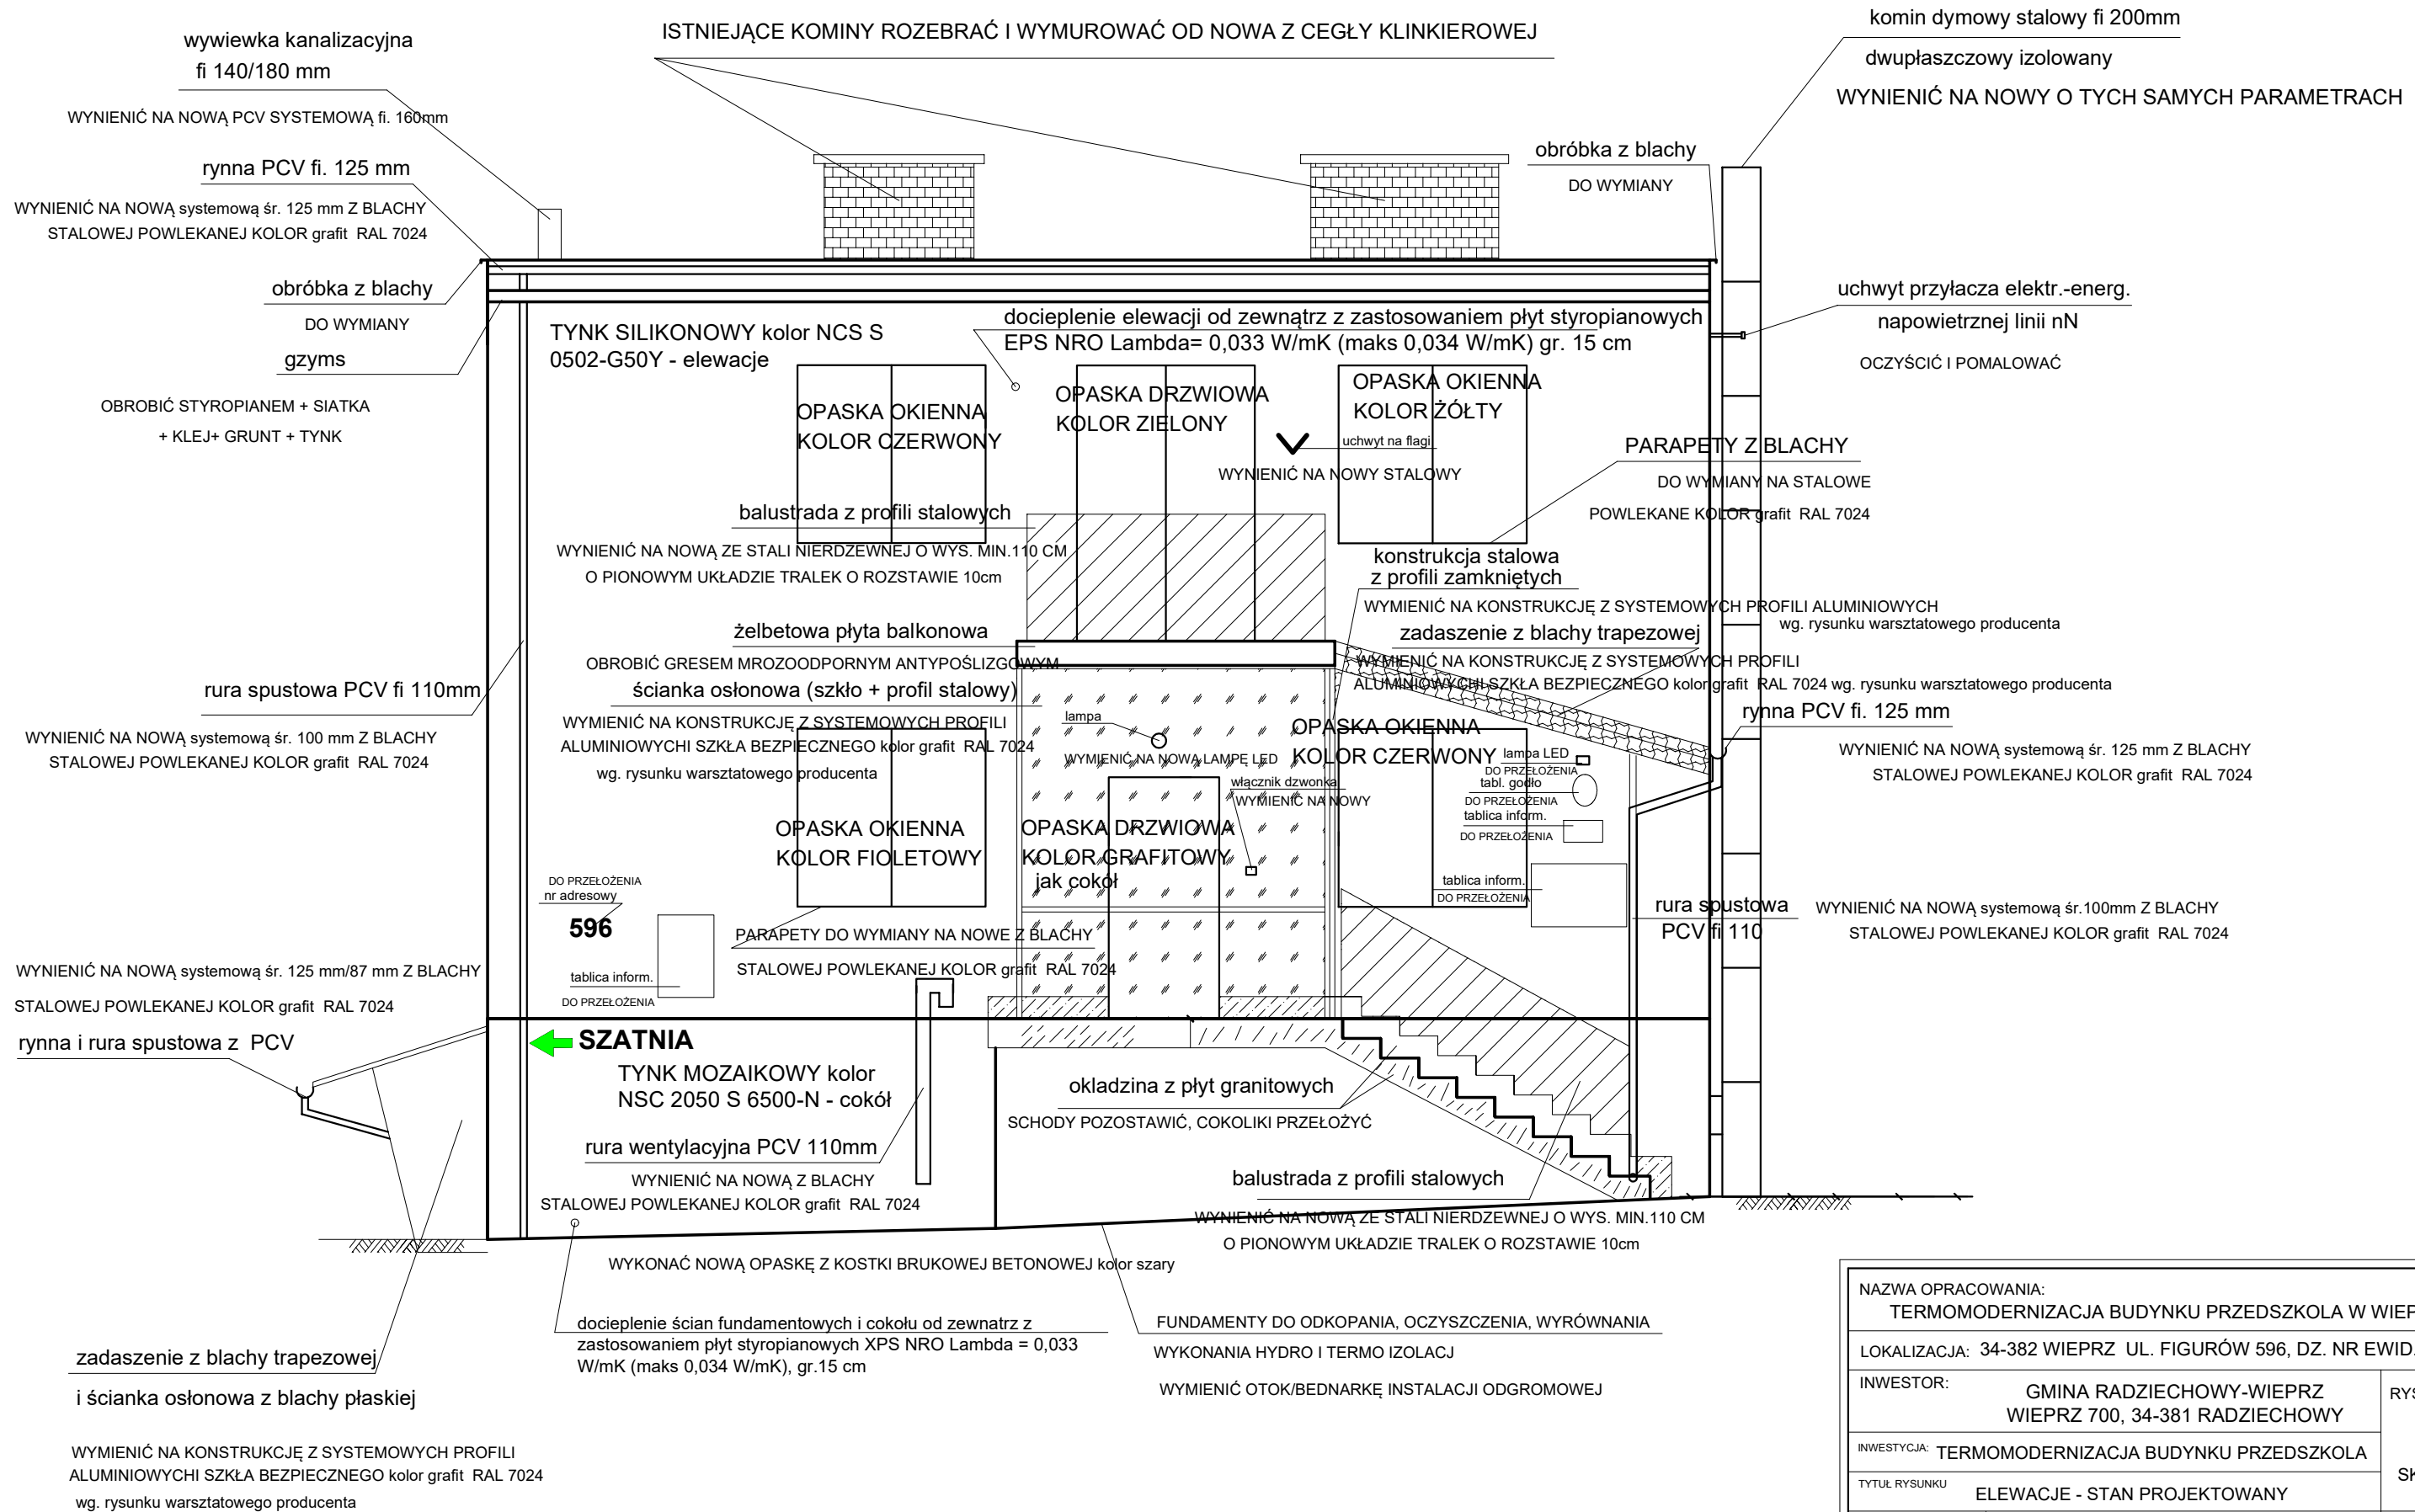 ISTNIEJĄCE KOMINY ROZEBRAĆ I WYMUROWAĆ OD NOWA Z CEGŁY KLINKIEROWEJ
wywiewka kanalizacyjna
fi 140/180 mm
WYNIENIĆ NA NOWĄ PCV SYSTEMOWĄ fi. 160mm
rynna PCV fi. 125 mm
WYNIENIĆ NA NOWĄ systemową śr. 125 mm Z BLACHY
STALOWEJ POWLEKANEJ KOLOR grafit RAL 7024
obróbka z blachy
DO WYMIANY
gzyms
OBROBIĆ STYROPIANEM + SIATKA
+ KLEJ+ GRUNT + TYNK
rura spustowa PCV fi 110mm
WYNIENIĆ NA NOWĄ systemową śr. 100 mm Z BLACHY
STALOWEJ POWLEKANEJ KOLOR grafit RAL 7024
WYNIENIĆ NA NOWĄ systemową śr. 125 mm/87 mm Z BLACHY
STALOWEJ POWLEKANEJ KOLOR grafit RAL 7024
rynna i rura spustowa z PCV
zadaszenie z blachy trapezowej
i ścianka osłonowa z blachy płaskiej
WYMIENIĆ NA KONSTRUKCJĘ Z SYSTEMOWYCH PROFILI
ALUMINIOWYCHI SZKŁA BEZPIECZNEGO kolor grafit RAL 7024
wg. rysunku warsztatowego producenta
komin dymowy stalowy fi 200mm
dwupłaszczowy izolowany
WYNIENIĆ NA NOWY O TYCH SAMYCH PARAMETRACH
obróbka z blachy
DO WYMIANY
uchwyt przyłacza elektr.-energ.
napowietrznej linii nN
OCZYŚCIĆ I POMALOWAĆ
TYNK SILIKONOWY kolor NCS S
0502-G50Y - elewacje
docieplenie elewacji od zewnątrz z zastosowaniem płyt styropianowych
EPS NRO Lambda= 0,033 W/mK (maks 0,034 W/mK) gr. 15 cm
OPASKA OKIENNA
KOLOR CZERWONY
OPASKA DRZWIOWA
KOLOR ZIELONY
OPASKA OKIENNA
KOLOR ŻÓŁTY
uchwyt na flagi
WYNIENIĆ NA NOWY STALOWY
PARAPETY Z BLACHY
DO WYMIANY NA STALOWE
POWLEKANE KOLOR grafit RAL 7024
balustrada z profili stalowych
WYNIENIĆ NA NOWĄ ZE STALI NIERDZEWNEJ O WYS. MIN.110 CM
O PIONOWYM UKŁADZIE TRALEK O ROZSTAWIE 10cm
konstrukcja stalowa
z profili zamkniętych
WYMIENIĆ NA KONSTRUKCJĘ Z SYSTEMOWYCH PROFILI ALUMINIOWYCH
wg. rysunku warsztatowego producenta
żelbetowa płyta balkonowa
OBROBIĆ GRESEM MROZOODPORNYM ANTYPOŚLIZGOWYM
zadaszenie z blachy trapezowej
WYMIENIĆ NA KONSTRUKCJĘ Z SYSTEMOWYCH PROFILI
ALUMINIOWYCHI SZKŁA BEZPIECZNEGO kolor grafit RAL 7024 wg. rysunku warsztatowego producenta
ścianka osłonowa (szkło + profil stalowy)
WYMIENIĆ NA KONSTRUKCJĘ Z SYSTEMOWYCH PROFILI
ALUMINIOWYCHI SZKŁA BEZPIECZNEGO kolor grafit RAL 7024
wg. rysunku warsztatowego producenta
lampa
WYMIENIĆ NA NOWĄ LAMPĘ LED
OPASKA OKIENNA
KOLOR CZERWONY
włącznik dzwonka
WYMIENIĆ NA NOWY
lampa LED
DO PRZEŁOŻENIA
tabl. godło
DO PRZEŁOŻENIA
tablica inform.
DO PRZEŁOŻENIA
tablica inform.
DO PRZEŁOŻENIA
rynna PCV fi. 125 mm
WYNIENIĆ NA NOWĄ systemową śr. 125 mm Z BLACHY
STALOWEJ POWLEKANEJ KOLOR grafit RAL 7024
rura spustowa
PCV fi 110
WYNIENIĆ NA NOWĄ systemową śr.100mm Z BLACHY
STALOWEJ POWLEKANEJ KOLOR grafit RAL 7024
OPASKA OKIENNA
KOLOR FIOLETOWY
OPASKA DRZWIOWA
KOLOR GRAFITOWY
jak cokół
DO PRZEŁOŻENIA
nr adresowy
596
tablica inform.
DO PRZEŁOŻENIA
PARAPETY DO WYMIANY NA NOWE Z BLACHY
STALOWEJ POWLEKANEJ KOLOR grafit RAL 7024
SZATNIA
TYNK MOZAIKOWY kolor
NSC 2050 S 6500-N - cokół
rura wentylacyjna PCV 110mm
WYNIENIĆ NA NOWĄ Z BLACHY
STALOWEJ POWLEKANEJ KOLOR grafit RAL 7024
okladzina z płyt granitowych
SCHODY POZOSTAWIĆ, COKOLIKI PRZEŁOŻYĆ
balustrada z profili stalowych
WYNIENIĆ NA NOWĄ ZE STALI NIERDZEWNEJ O WYS. MIN.110 CM
O PIONOWYM UKŁADZIE TRALEK O ROZSTAWIE 10cm
WYKONAĆ NOWĄ OPASKĘ Z KOSTKI BRUKOWEJ BETONOWEJ kolor szary
docieplenie ścian fundamentowych i cokołu od zewnatrz z
zastosowaniem płyt styropianowych XPS NRO Lambda = 0,033
W/mK (maks 0,034 W/mK), gr.15 cm
FUNDAMENTY DO ODKOPANIA, OCZYSZCZENIA, WYRÓWNANIA
WYKONANIA HYDRO I TERMO IZOLACJ
WYMIENIĆ OTOK/BEDNARKĘ INSTALACJI ODGROMOWEJ
NAZWA OPRACOWANIA:
TERMOMODERNIZACJA BUDYNKU PRZEDSZKOLA W WIEP
LOKALIZACJA: 34-382 WIEPRZ UL. FIGURÓW 596, DZ. NR EWID.
INWESTOR:
GMINA RADZIECHOWY-WIEPRZ
WIEPRZ 700, 34-381 RADZIECHOWY
RYS
INWESTYCJA: TERMOMODERNIZACJA BUDYNKU PRZEDSZKOLA
SK
TYTUŁ RYSUNKU
ELEWACJE - STAN PROJEKTOWANY